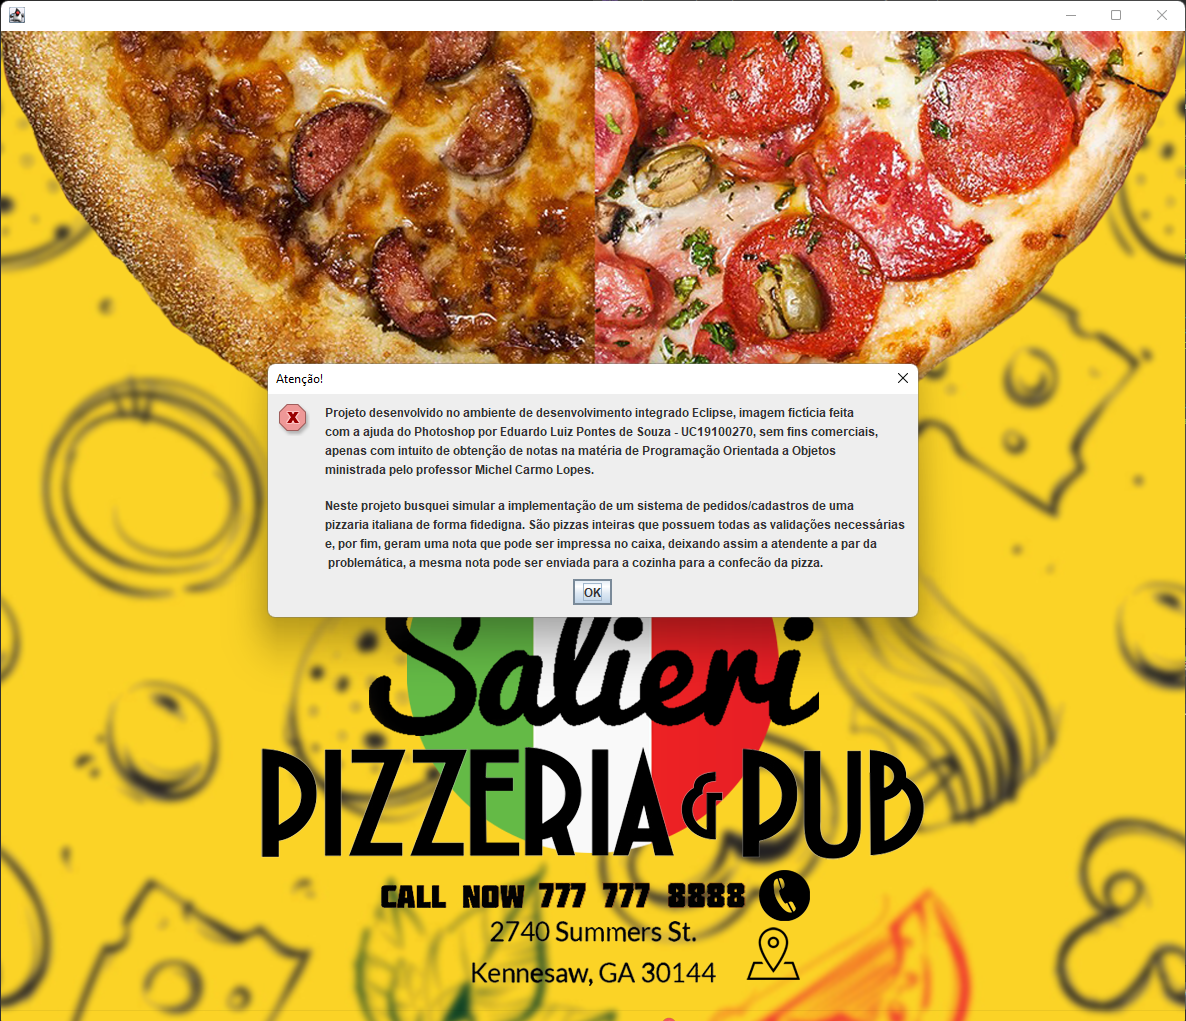 Atenção!
Projeto desenvolvido no ambiente de desenvolvimento integrado Eclipse, imagem fictícia feita
com a ajuda do Photoshop por Eduardo Luiz Pontes de Souza - UC19100270, sem fins comerciais,
apenas com intuito de obtenção de notas na matéria de Programação Orientada a Objetos
ministrada pelo professor Michel Carmo Lopes.
Neste projeto busquei simular a implementação de um sistema de pedidos/cadastros de uma
pizzaria italiana de forma fidedigna. São pizzas inteiras que possuem todas as validações necessárias
e, por fim, geram uma nota que pode ser impressa no caixa, deixando assim a atendente a par da
problemática, a mesma nota pode ser enviada para a cozinha para a confecão da pizza.
OK
Salieri
PIZZERIA & PUB
CALL NOW 777 777 8888
2740 Summers St.
Kennesaw, GA 30144